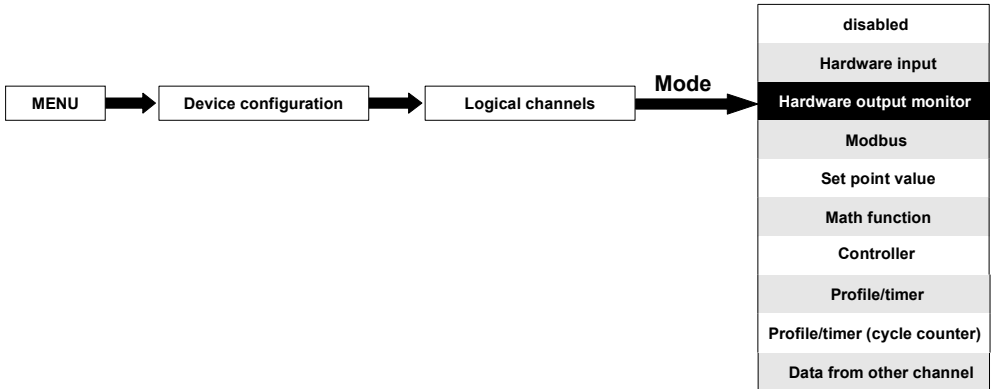 MENU
Device configuration
Logical channels
Mode
disabled
Hardware input
Hardware output monitor
Modbus
Set point value
Math function
Controller
Profile/timer
Profile/timer (cycle counter)
Data from other channel